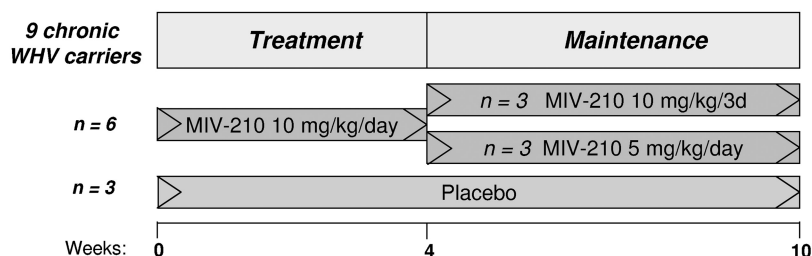 9 chronic
WHV carriers
Treatment
Maintenance
n = 6
MIV-210 10 mg/kg/day
n = 3 MIV-210 10 mg/kg/3d
n = 3 MIV-210 5 mg/kg/day
n = 3
Placebo
Weeks: 0 4 10